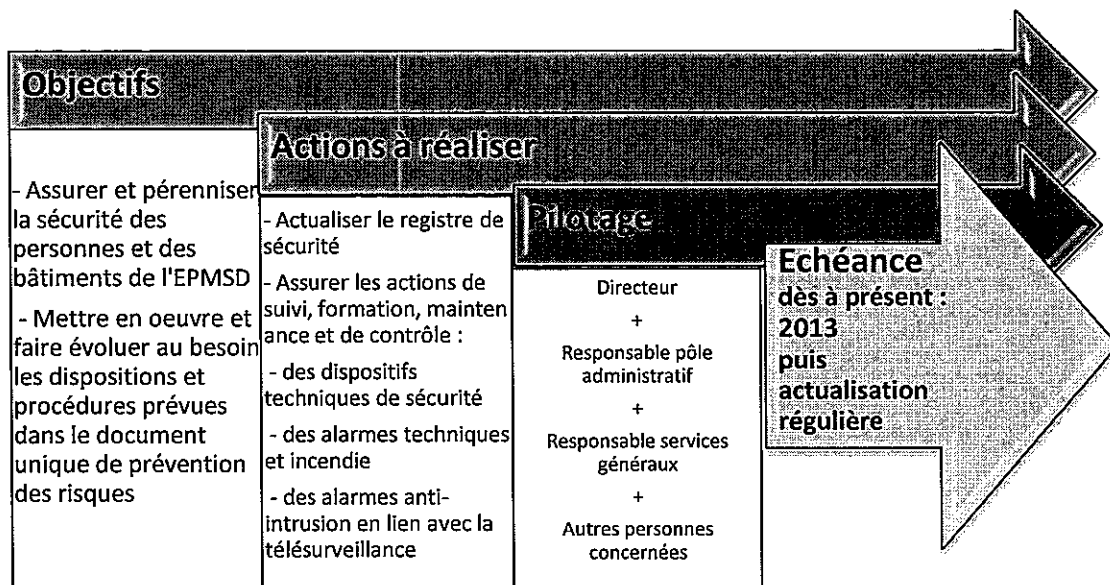 Objectifs
- Assurer et pérenniser
la sécurité des
personnes et des
bâtiments de l'EPMSD
- Mettre en oeuvre et
faire évoluer au besoin
les dispositions et
procédures prévues
dans le document
unique de prévention
des risques
Actions à réaliser
- Actualiser le registre de
sécurité
- Assurer les actions de
suivi, formation, mainten
ance et de contrôle :
- des dispositifs
techniques de sécurité
- des alarmes techniques
et incendie
- des alarmes anti-
intrusion en lien avec la
télésurveillance
Pilotage
Directeur
+
Responsable pôle
administratif
+
Responsable services
généraux
+
Autres personnes
concernées
Echéance
dès à présent :
2013
puis
actualisation
régulière